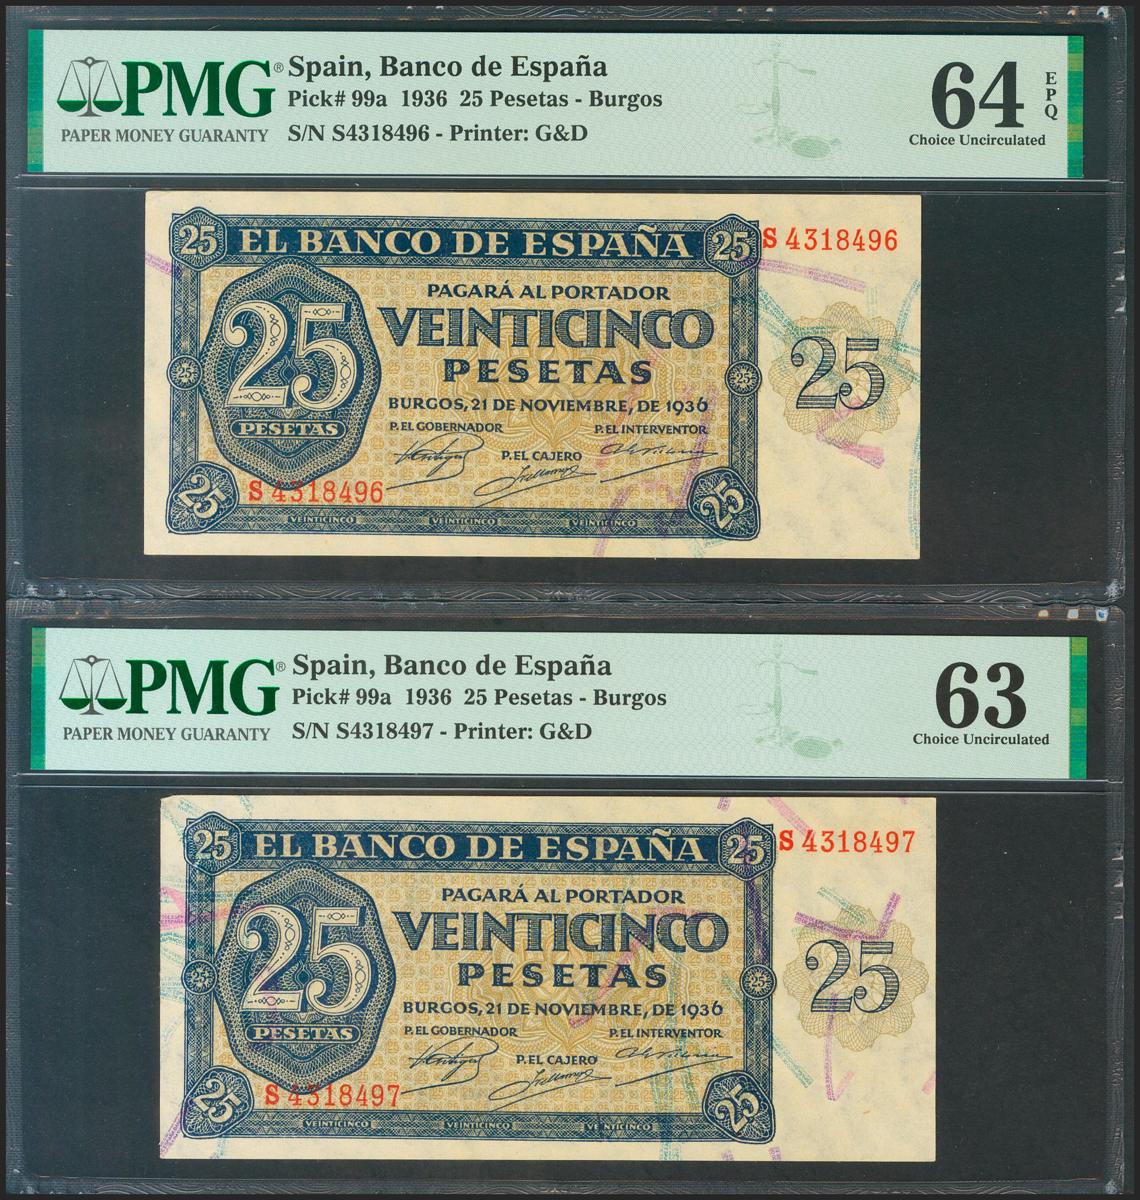 PMG®
PAPER MONEY GUARANTY
Spain, Banco de España
Pick# 99a 1936 25 Pesetas - Burgos
S/N S4318496 - Printer: G&D
64 EPQ
Choice Uncirculated
25 EL BANCO DE ESPAÑA 25
S 4318496
PAGARÁ AL PORTADOR
VEINTICINCO
PESETAS
25
PESETAS
25
25
BURGOS, 21 DE NOVIEMBRE, DE 1936
P. EL GOBERNADOR
P. EL INTERVENTOR
P. EL CAJERO
S 4318496
25
25
VEINTICINCO VEINTICINCO VEINTICINCO
PMG®
PAPER MONEY GUARANTY
Spain, Banco de España
Pick# 99a 1936 25 Pesetas - Burgos
S/N S4318497 - Printer: G&D
63
Choice Uncirculated
25 EL BANCO DE ESPAÑA 25
S 4318497
PAGARÁ AL PORTADOR
VEINTICINCO
PESETAS
25
PESETAS
25
25
BURGOS, 21 DE NOVIEMBRE, DE 1936
P. EL GOBERNADOR
P. EL INTERVENTOR
P. EL CAJERO
S 4318497
25
25
VEINTICINCO VEINTICINCO VEINTICINCO